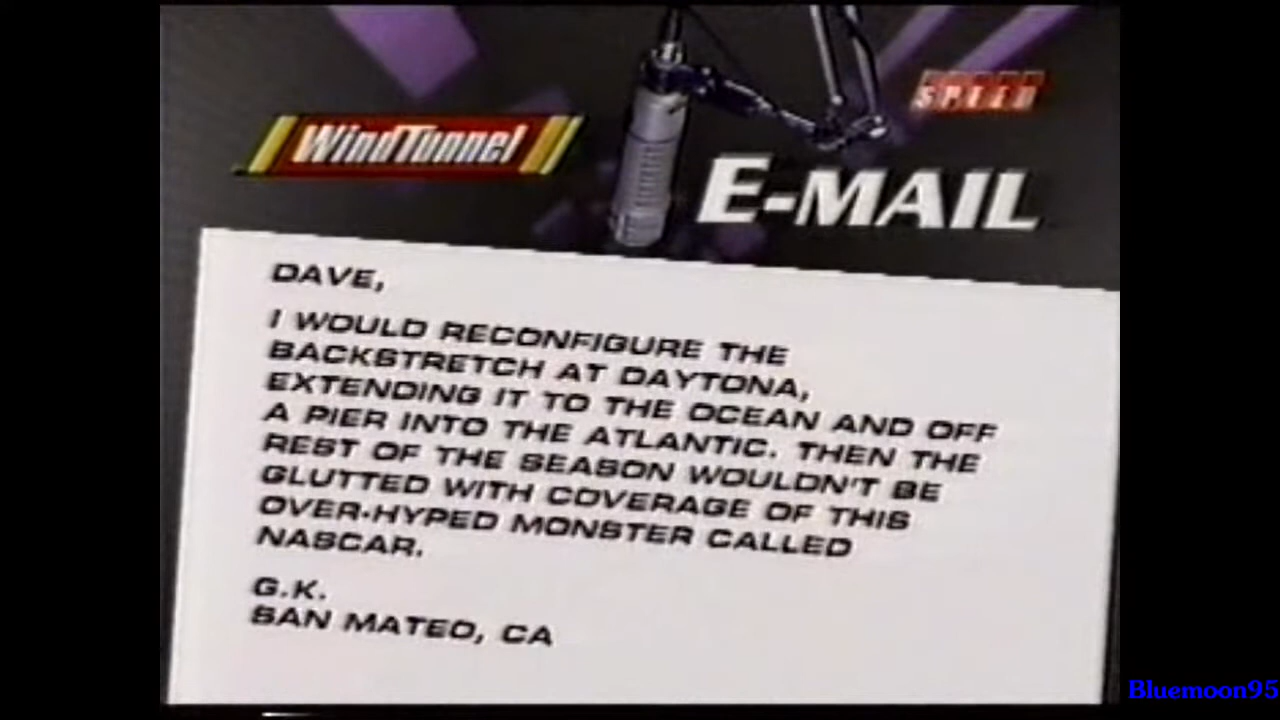 SPEED
WindTunnel
E-MAIL
DAVE,
I WOULD RECONFIGURE THE
BACKSTRETCH AT DAYTONA,
EXTENDING IT TO THE OCEAN AND OFF
A PIER INTO THE ATLANTIC. THEN THE
REST OF THE SEASON WOULDN'T BE
GLUTTED WITH COVERAGE OF THIS
OVER-HYPED MONSTER CALLED
NASCAR.
G.K.
SAN MATEO, CA
Bluemoon95